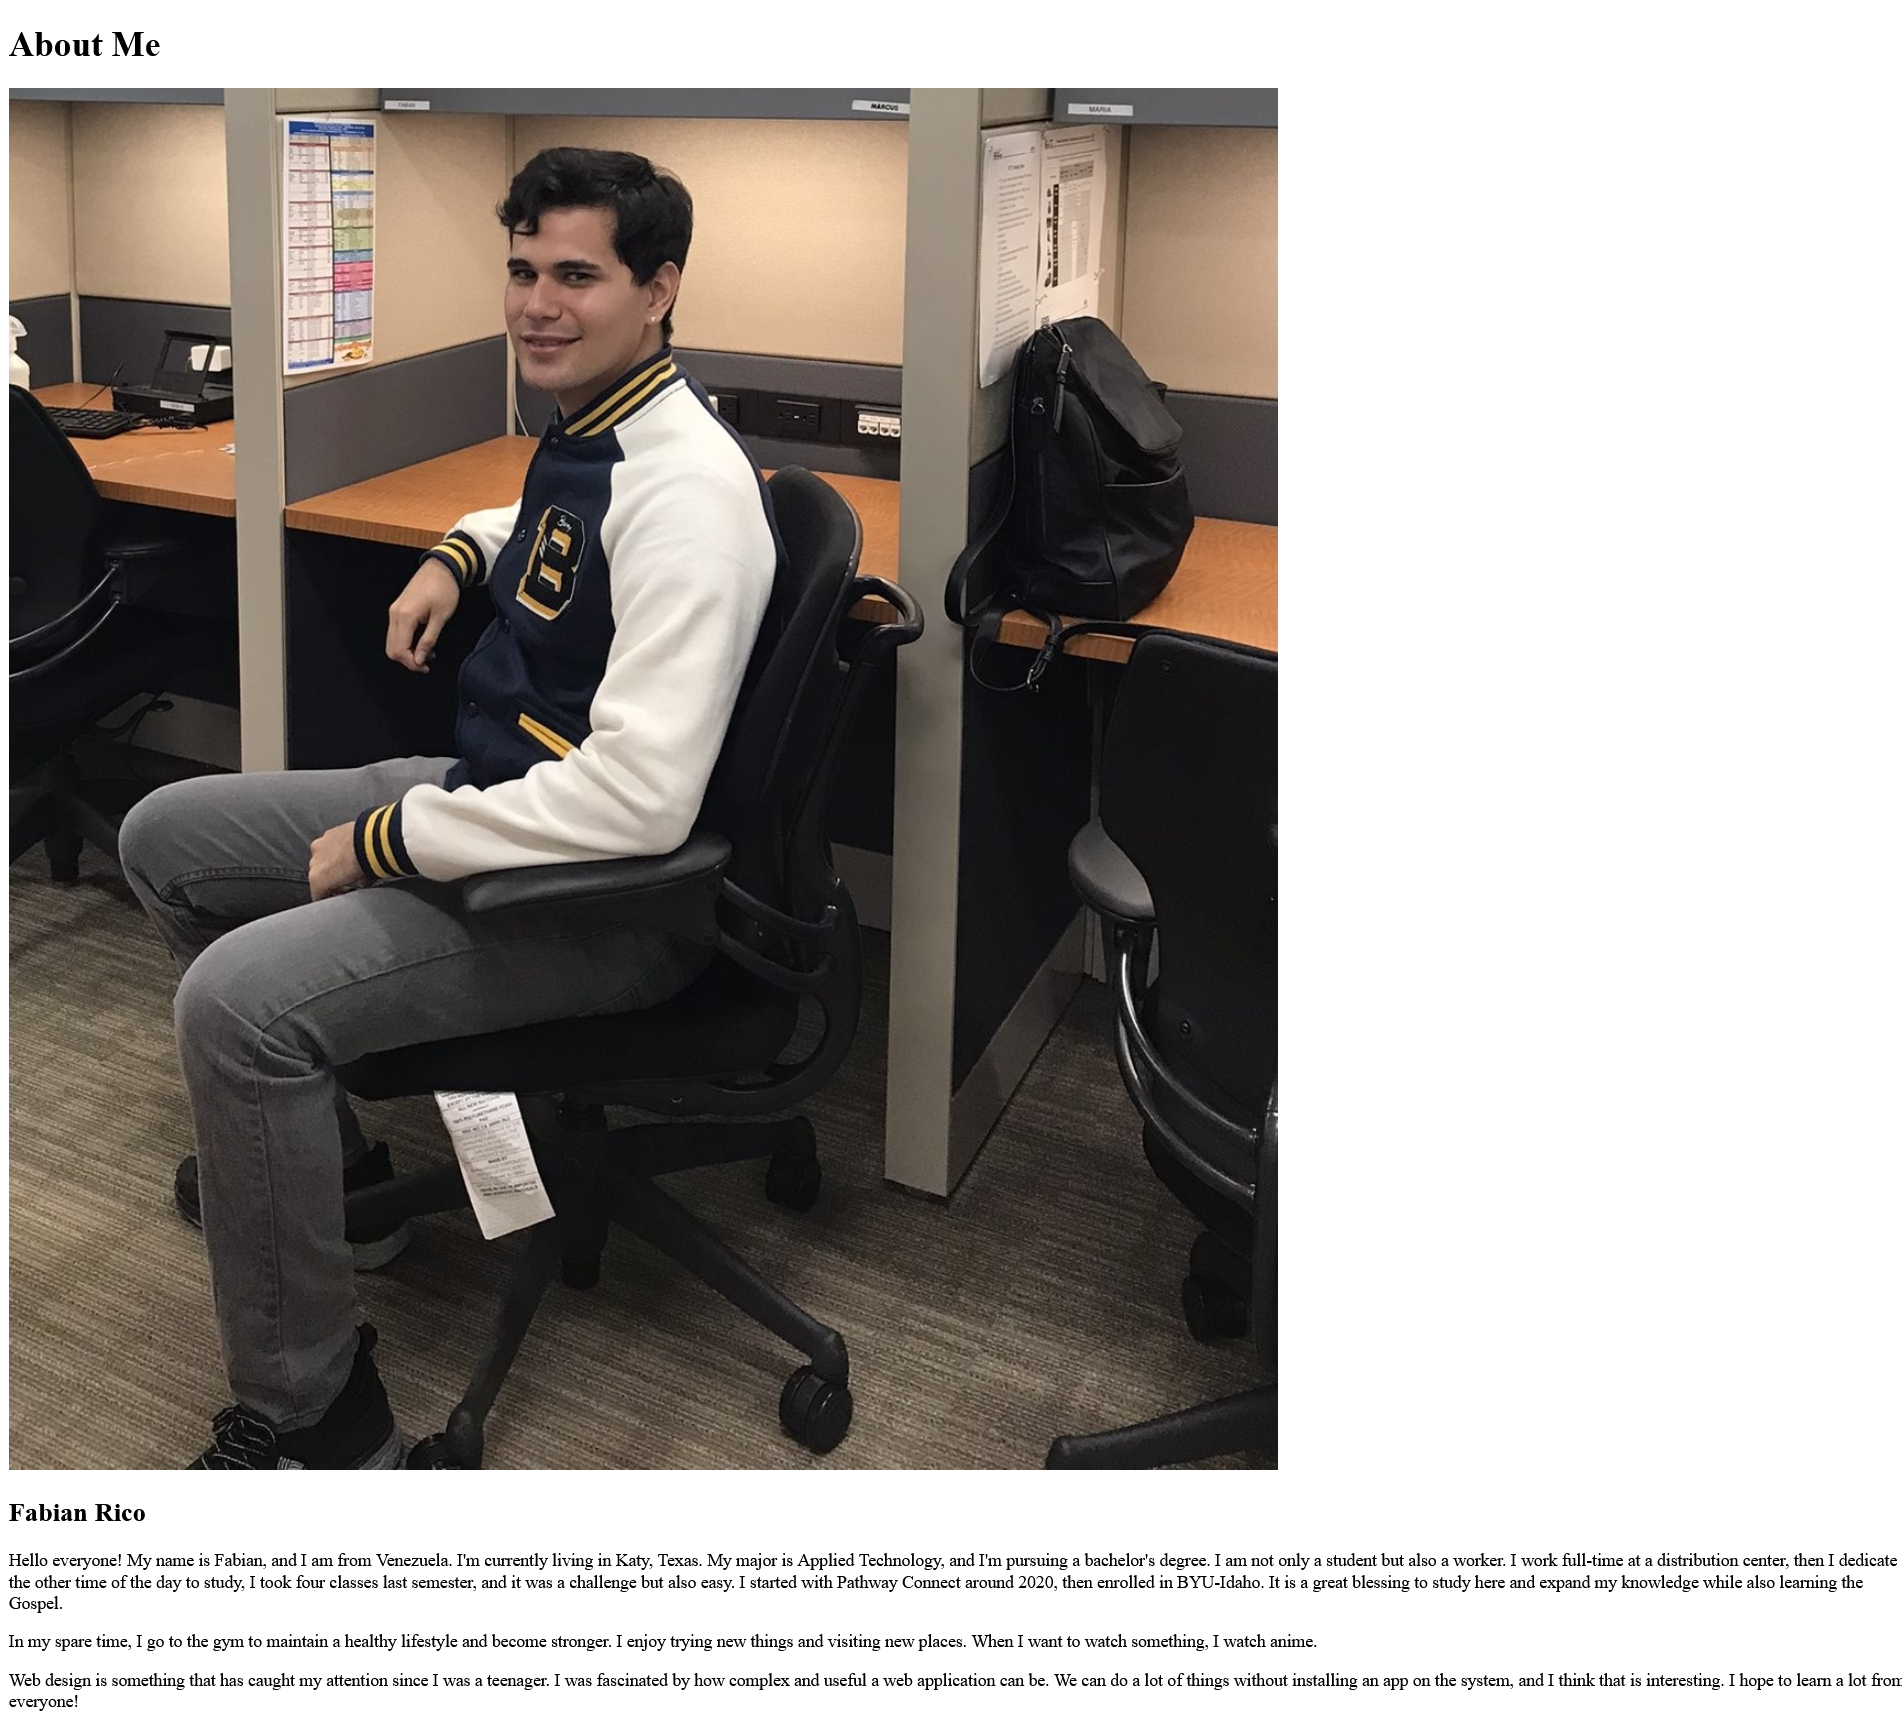 About Me
FABIAN
MARCUS
MARIA
Fabian Rico
Hello everyone! My name is Fabian, and I am from Venezuela. I'm currently living in Katy, Texas. My major is Applied Technology, and I'm pursuing a bachelor's degree. I am not only a student but also a worker. I work full-time at a distribution center, then I dedicate
the other time of the day to study, I took four classes last semester, and it was a challenge but also easy. I started with Pathway Connect around 2020, then enrolled in BYU-Idaho. It is a great blessing to study here and expand my knowledge while also learning the
Gospel.
In my spare time, I go to the gym to maintain a healthy lifestyle and become stronger. I enjoy trying new things and visiting new places. When I want to watch something, I watch anime.
Web design is something that has caught my attention since I was a teenager. I was fascinated by how complex and useful a web application can be. We can do a lot of things without installing an app on the system, and I think that is interesting. I hope to learn a lot from
everyone!